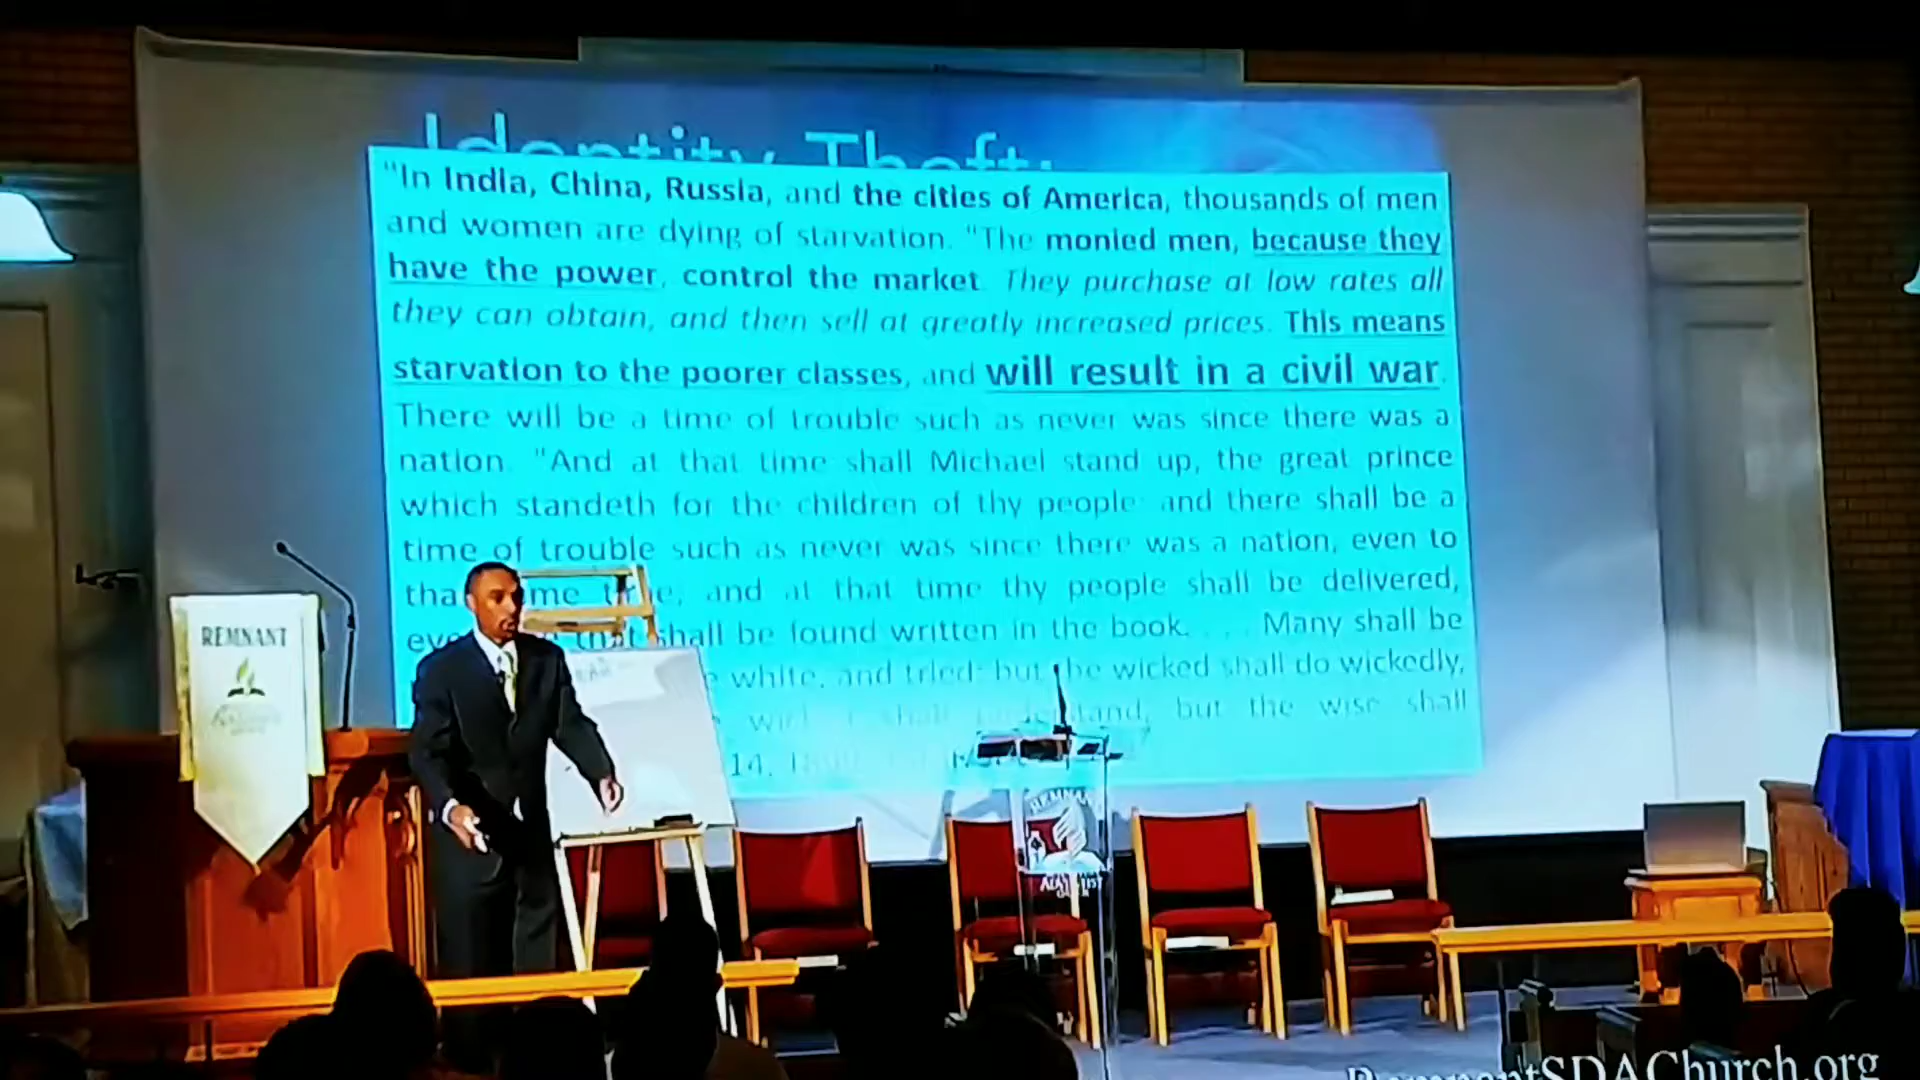 Identity Theft:
"In India, China, Russia, and the cities of America, thousands of men
and women are dying of starvation. "The monied men, because they
have the power, control the market. They purchase at low rates all
they can obtain, and then sell at greatly increased prices. This means
starvation to the poorer classes, and will result in a civil war.
There will be a time of trouble such as never was since there was a
nation. "And at that time shall Michael stand up, the great prince
which standeth for the children of thy people: and there shall be a
time of trouble such as never was since there was a nation, even to
and at that time thy people shall be delivered,
that shall be found written in the book. . . . Many shall be
white, and tried; but the wicked shall do wickedly,
shall understand, but the wise shall
14,
REMNANT
REMNANT
ADVENTIST
RemnantSDAChurch.org